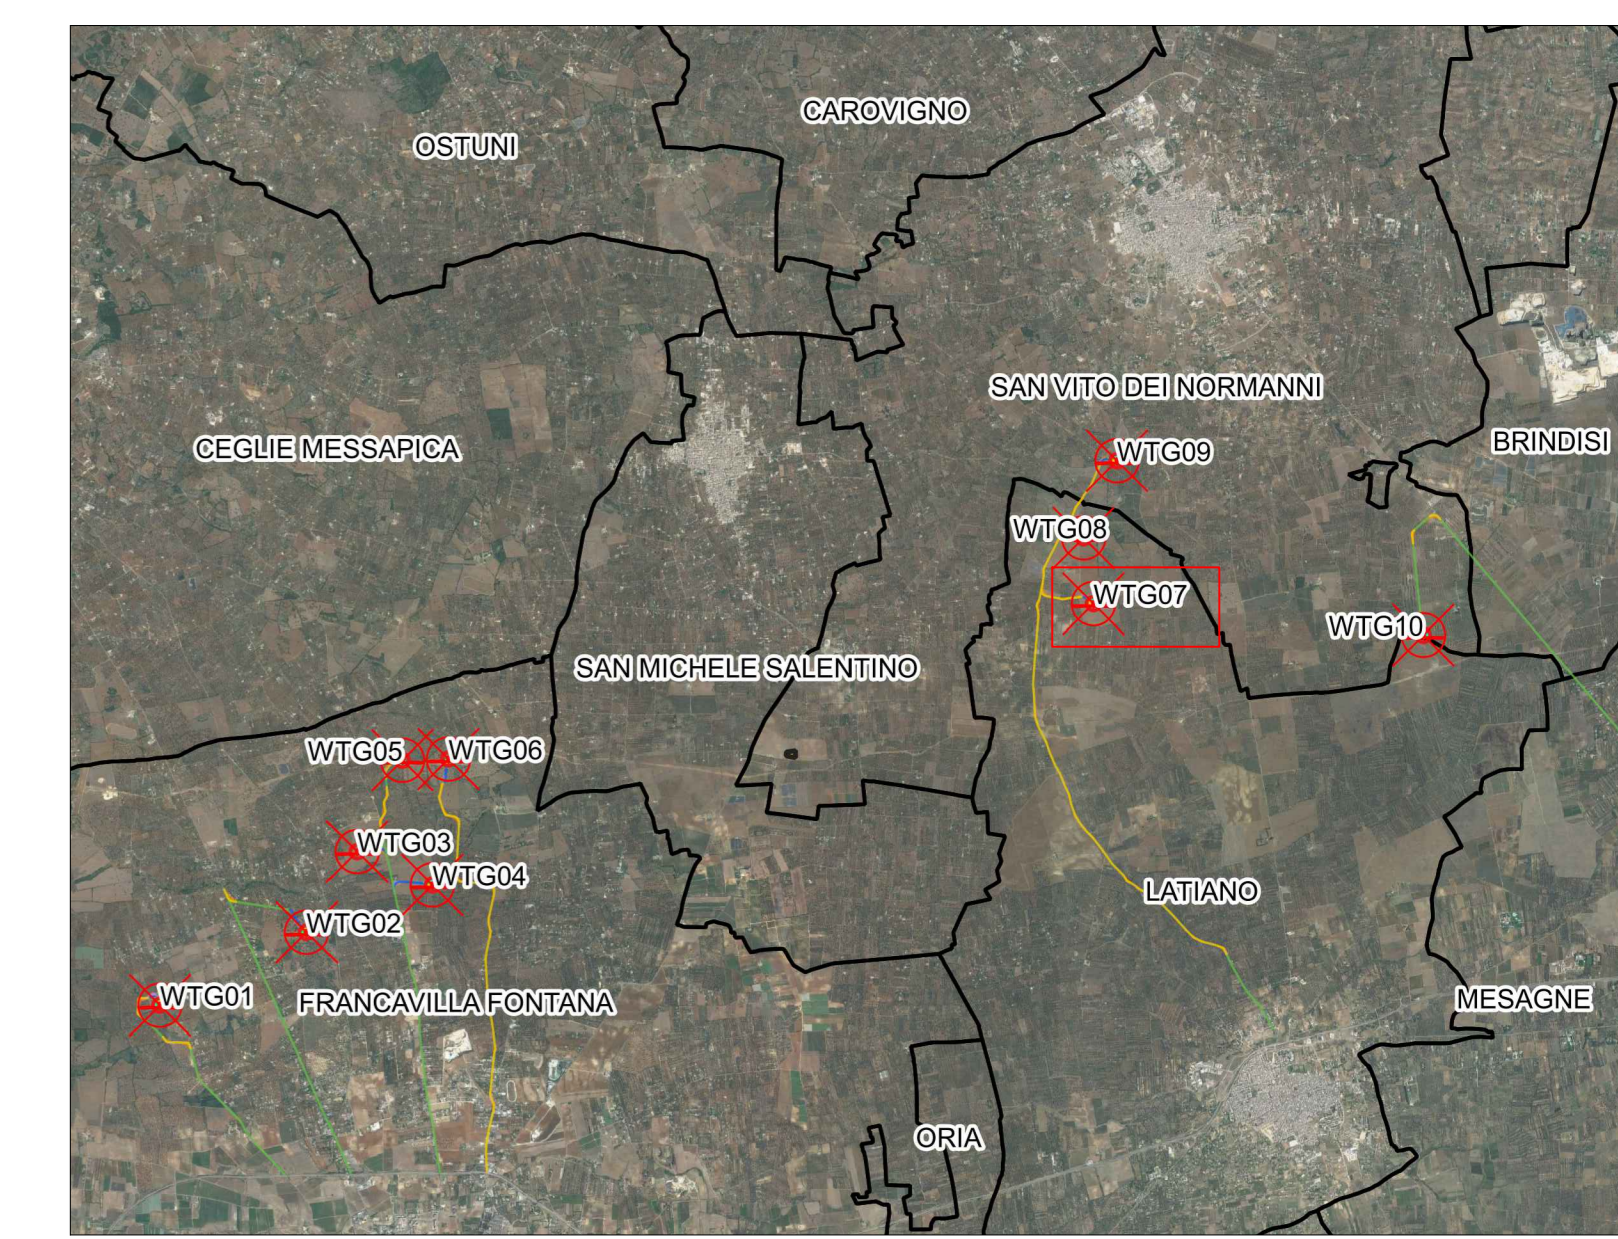 CAROVIGNO
OSTUNI
SAN VITO DEI NORMANNI
BRINDISI
CEGLIE MESSAPICA
WTG09
WTG08
WTG07
WTG10
SAN MICHELE SALENTINO
WTG05
WTG06
WTG03
WTG04
LATIANO
WTG02
WTG01
FRANCAVILLA FONTANA
MESAGNE
ORIA